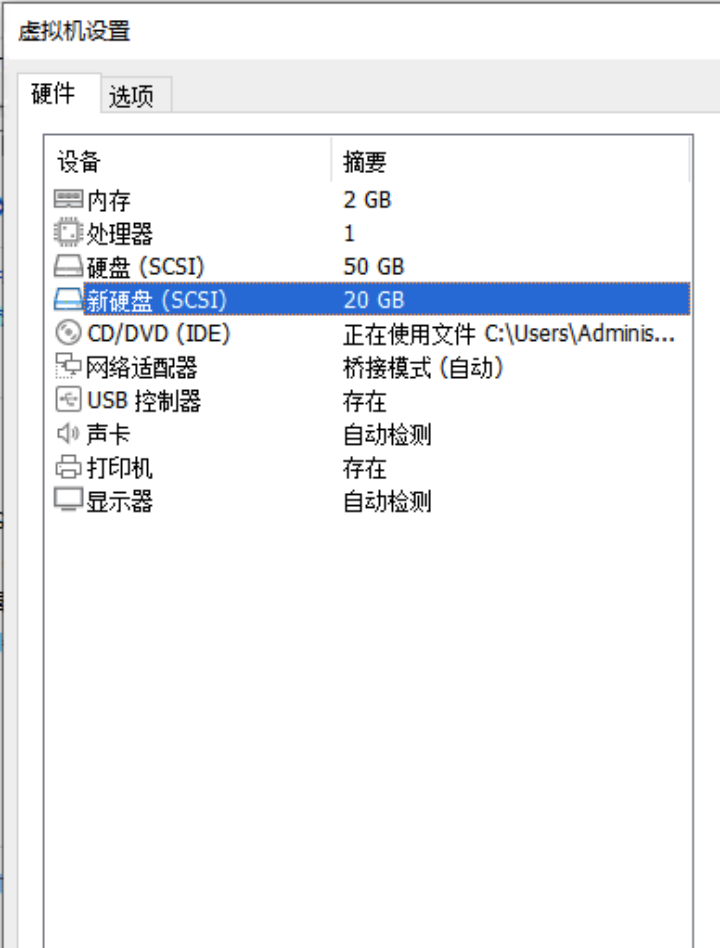 虚拟机设置
硬件 选项
设备 摘要
内存 2 GB
处理器 1
硬盘 (SCSI) 50 GB
新硬盘 (SCSI) 20 GB
CD/DVD (IDE) 正在使用文件 C:\Users\Adminis...
网络适配器 桥接模式 (自动)
USB 控制器 存在
声卡 自动检测
打印机 存在
显示器 自动检测